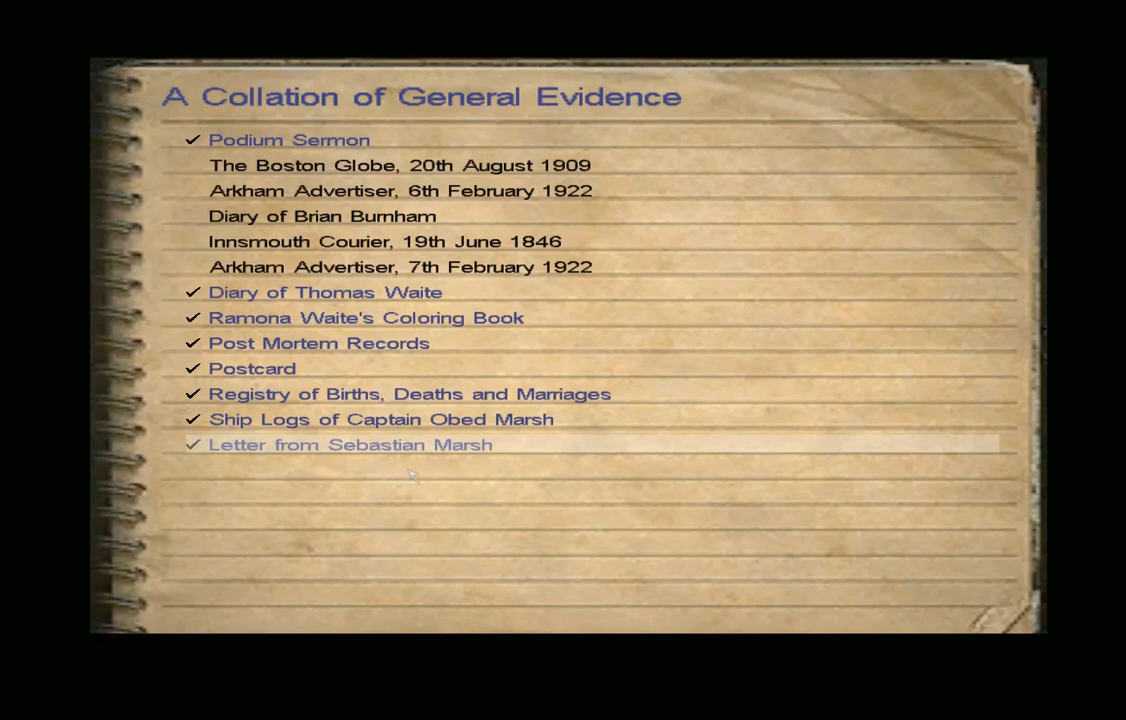 A Collation of General Evidence
✓ Podium Sermon
The Boston Globe, 20th August 1909
Arkham Advertiser, 6th February 1922
Diary of Brian Burnham
Innsmouth Courier, 19th June 1846
Arkham Advertiser, 7th February 1922
✓ Diary of Thomas Waite
✓ Ramona Waite's Coloring Book
✓ Post Mortem Records
✓ Postcard
✓ Registry of Births, Deaths and Marriages
✓ Ship Logs of Captain Obed Marsh
✓ Letter from Sebastian Marsh